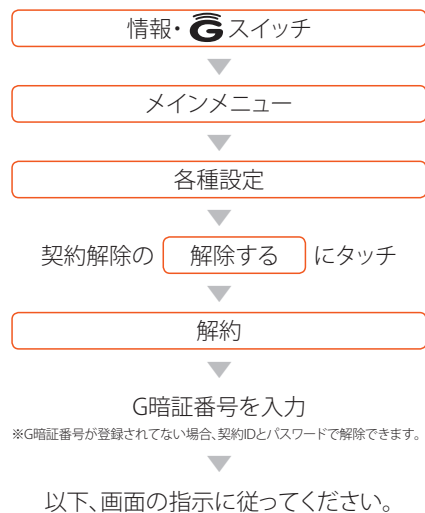 情報・Gスイッチ
メインメニュー
各種設定
契約解除の 解除する にタッチ
解約
G暗証番号を入力
※G暗証番号が登録されてない場合、契約IDとパスワードで解除できます。
以下、画面の指示に従ってください。